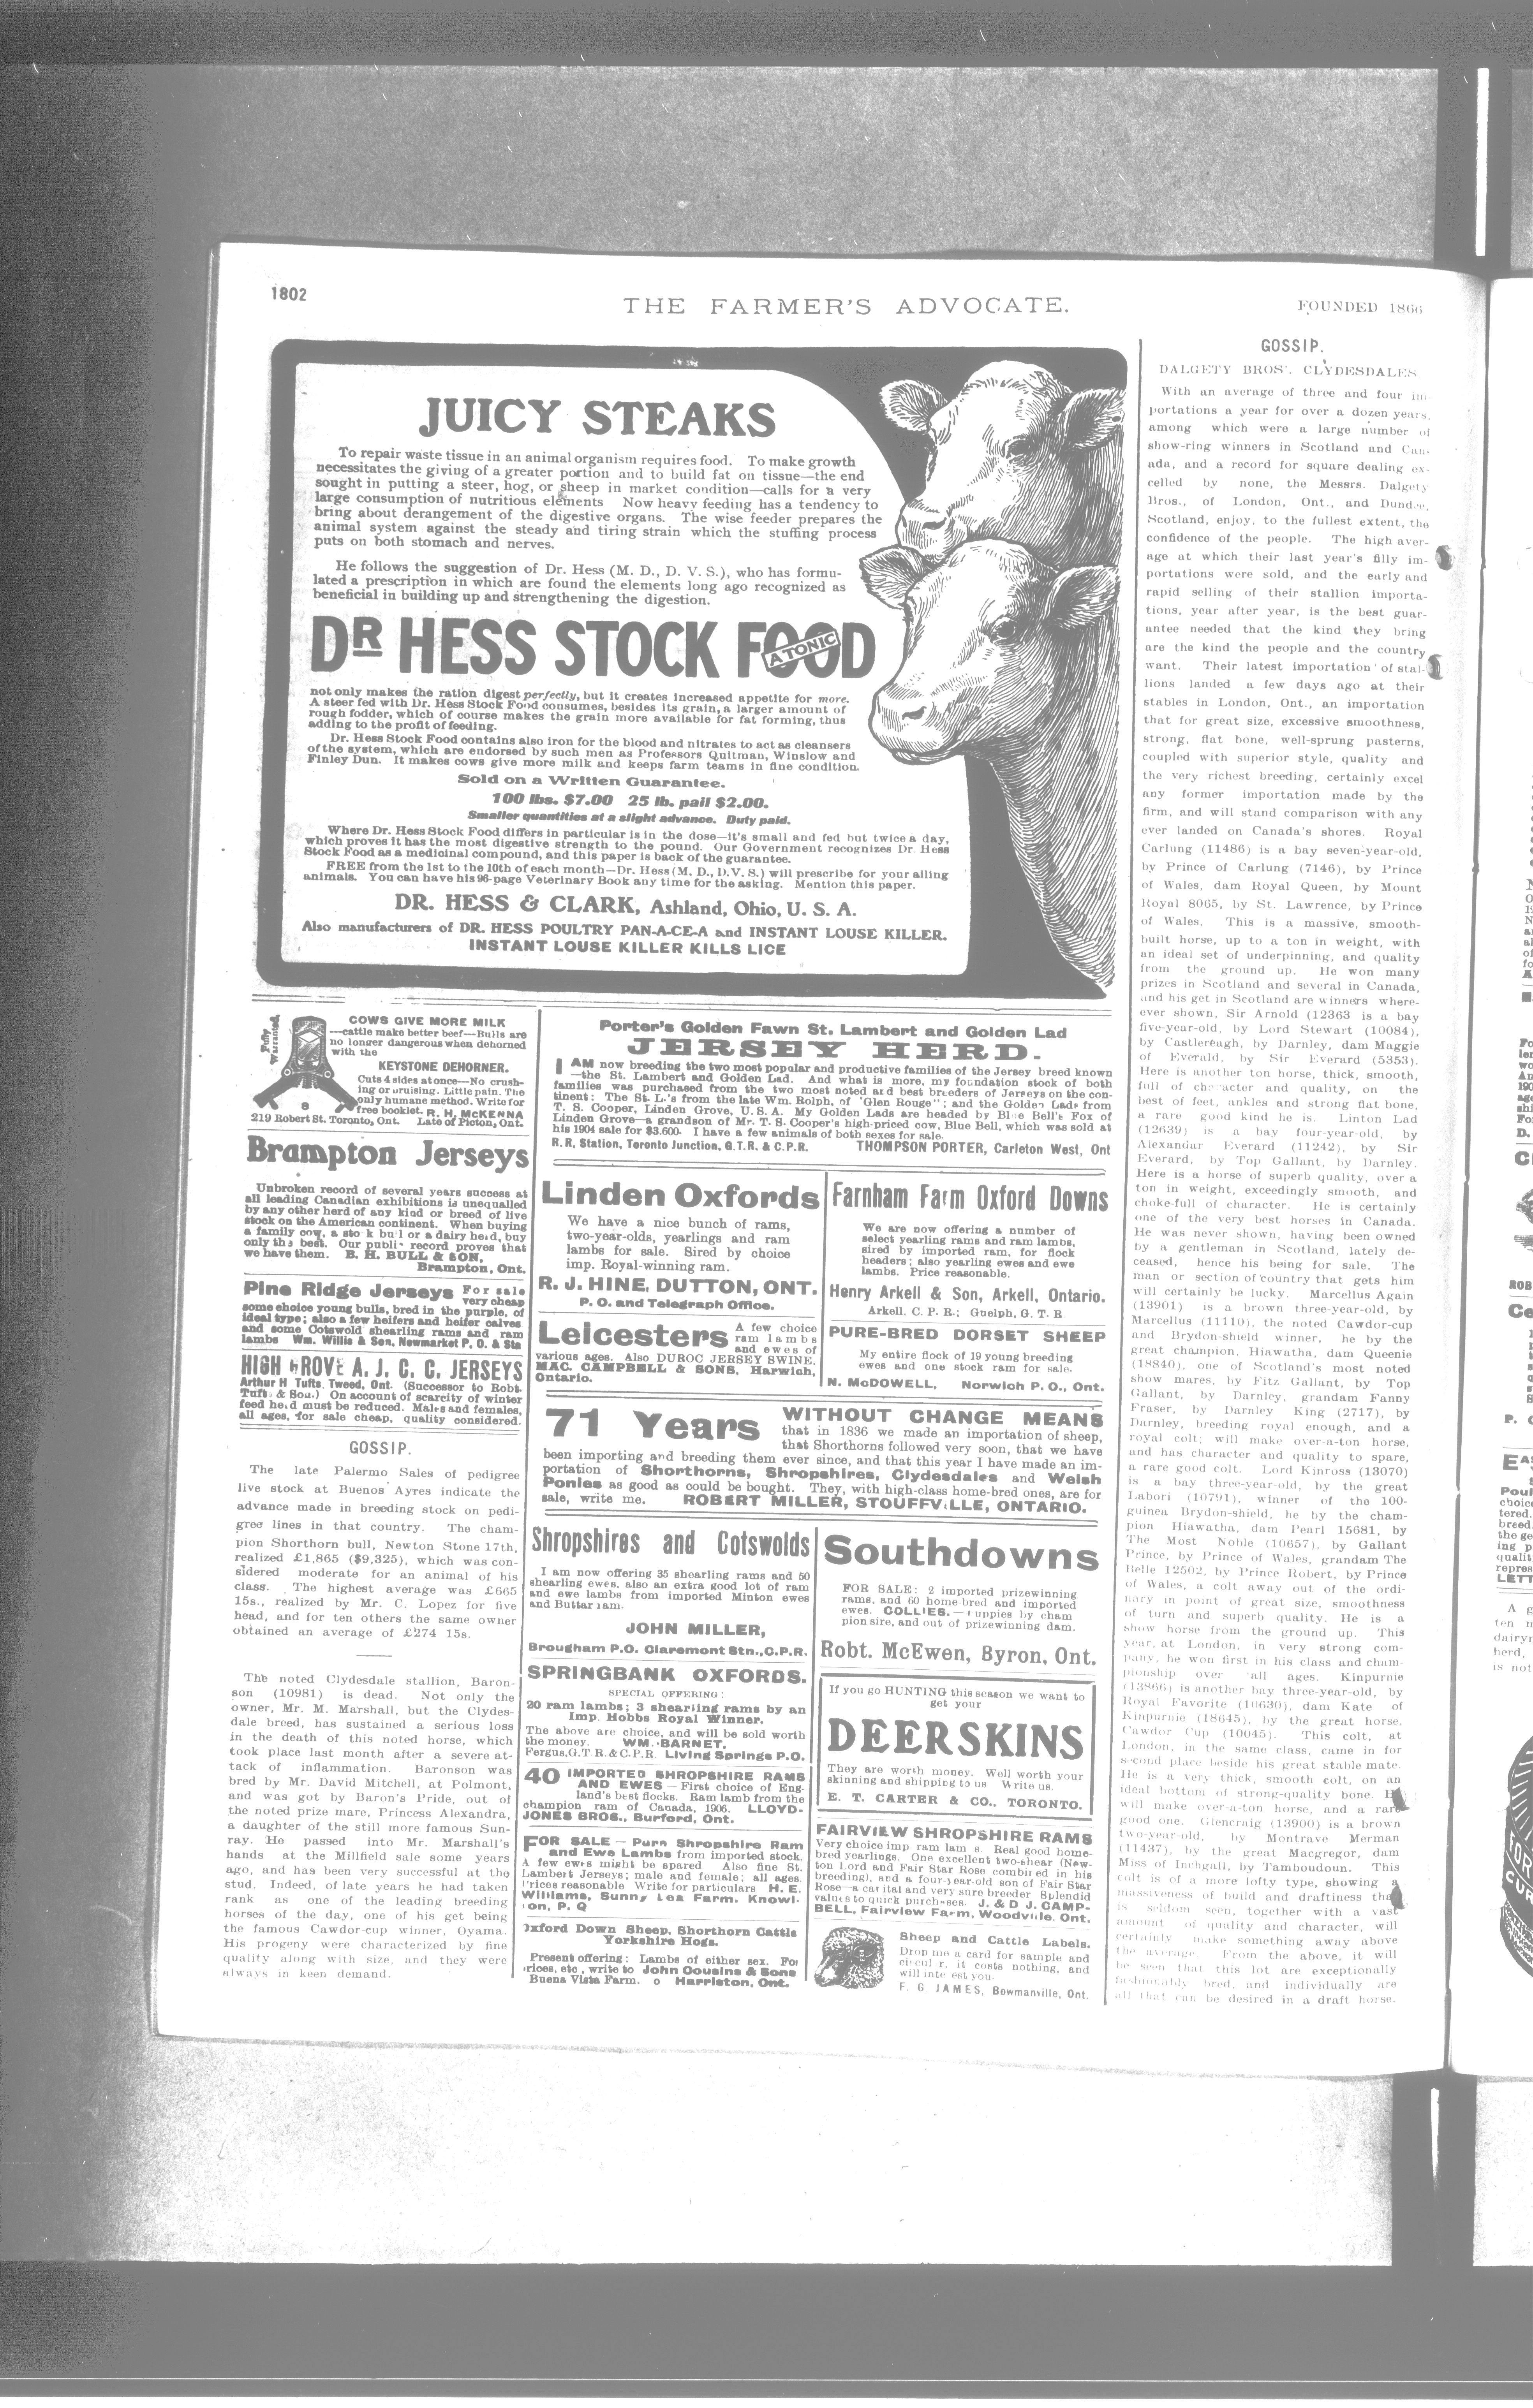 1802
THE FARMER'S ADVOCATE.
FOUNDED 1866
JUICY STEAKS
To repair waste tissue in an animal organism requires food. To make growth
necessitates the giving of a greater portion and to build fat on tissue—the end
sought in putting a steer, hog, or sheep in market condition—calls for a very
large consumption of nutritious elements Now heavy feeding has a tendency to
bring about derangement of the digestive organs. The wise feeder prepares the
animal system against the steady and tiring strain which the stuffing process
puts on both stomach and nerves.
He follows the suggestion of Dr. Hess (M. D., D. V. S.), who has formu-
lated a prescription in which are found the elements long ago recognized as
beneficial in building up and strengthening the digestion.
DR HESS STOCK FOOD
A TONIC
not only makes the ration digest perfectly, but it creates increased appetite for more.
A steer fed with Dr. Hess Stock Food consumes, besides its grain, a larger amount of
rough fodder, which of course makes the grain more available for fat forming, thus
adding to the profit of feeding.
Dr. Hess Stock Food contains also iron for the blood and nitrates to act as cleansers
of the system, which are endorsed by such men as Professors Quitman, Winslow and
Finley Dun. It makes cows give more milk and keeps farm teams in fine condition.
Sold on a Written Guarantee.
100 lbs. $7.00 25 lb. pail $2.00.
Smaller quantities at a slight advance. Duty paid.
Where Dr. Hess Stock Food differs in particular is in the dose—it's small and fed but twice a day,
which proves it has the most digestive strength to the pound. Our Government recognizes Dr Hess
Stock Food as a medicinal compound, and this paper is back of the guarantee.
FREE from the 1st to the 10th of each month—Dr. Hess (M. D., D.V. S.) will prescribe for your ailing
animals. You can have his 96-page Veterinary Book any time for the asking. Mention this paper.
DR. HESS & CLARK, Ashland, Ohio, U. S. A.
Also manufacturers of DR. HESS POULTRY PAN-A-CE-A and INSTANT LOUSE KILLER.
INSTANT LOUSE KILLER KILLS LICE
Fully Warranted.
COWS GIVE MORE MILK
—cattle make better beef—Bulls are
no longer dangerous when dehorned
with the
KEYSTONE DEHORNER.
Cuts 4 sides at once—No crush-
ing or bruising. Little pain. The
only humane method. Write for
free booklet. R. H. McKENNA
219 Robert St. Toronto, Ont. Late of Picton, Ont.
Brampton Jerseys
Unbroken record of several years success at
all leading Canadian exhibitions is unequalled
by any other herd of any kind or breed of live
stock on the American continent. When buying
a family cow, a sto k bull or a dairy herd, buy
only the best. Our public record proves that
we have them. B. H. BULL & SON,
Brampton, Ont.
Pine Ridge Jerseys For sale
very cheap
some choice young bulls, bred in the purple, of
ideal type; also a few heifers and heifer calves
and some Cotswold shearling rams and ram
lambs Wm. Willis & Son, Newmarket P. O. & Sta
HIGH GROVE A. J. C. C. JERSEYS
Arthur H Tufts, Tweed, Ont. (Successor to Robt.
Tufts & Son.) On account of scarcity of winter
feed herd must be reduced. Males and females,
all ages, for sale cheap, quality considered.
GOSSIP.
The late Palermo Sales of pedigree
live stock at Buenos Ayres indicate the
advance made in breeding stock on pedi-
gree lines in that country. The cham-
pion Shorthorn bull, Newton Stone 17th,
realized £1,865 ($9,325), which was con-
sidered moderate for an animal of his
class. The highest average was £665
15s., realized by Mr. C. Lopez for five
head, and for ten others the same owner
obtained an average of £274 15s.
The noted Clydesdale stallion, Baron-
son (10981) is dead. Not only the
owner, Mr. M. Marshall, but the Clydes-
dale breed, has sustained a serious loss
in the death of this noted horse, which
took place last month after a severe at-
tack of inflammation. Baronson was
bred by Mr. David Mitchell, at Polmont,
and was got by Baron's Pride, out of
the noted prize mare, Princess Alexandra,
a daughter of the still more famous Sun-
ray. He passed into Mr. Marshall's
hands at the Millfield sale some years
ago, and has been very successful at the
stud. Indeed, of late years he had taken
rank as one of the leading breeding
horses of the day, one of his get being
the famous Cawdor-cup winner, Oyama.
His progeny were characterized by fine
quality along with size, and they were
always in keen demand.
Porter's Golden Fawn St. Lambert and Golden Lad
JERSEY HERD.
I AM now breeding the two most popular and productive families of the Jersey breed known
—the St. Lambert and Golden Lad. And what is more, my foundation stock of both
families was purchased from the two most noted and best breeders of Jerseys on the con-
tinent: The St. L.'s from the late Wm. Rolph, of 'Glen Rouge"; and the Golden Lads from
T. S. Cooper, Linden Grove, U. S. A. My Golden Lads are headed by Blue Bell's Fox of
Linden Grove—a grandson of Mr. T. S. Cooper's high-priced cow, Blue Bell, which was sold at
his 1904 sale for $3.600. I have a few animals of both sexes for sale.
R.R. Station, Toronto Junction, G.T.R. & C.P.R. THOMPSON PORTER, Carleton West, Ont
Linden Oxfords
We have a nice bunch of rams,
two-year-olds, yearlings and ram
lambs for sale. Sired by choice
imp. Royal-winning ram.
R. J. HINE, DUTTON, ONT.
P. O. and Telegraph Office.
Leicesters A few choice
ram lambs
and ewes of
various ages. Also DUROC JERSEY SWINE.
MAC. CAMPBELL & SONS, Harwich,
Ontario.
Farnham Farm Oxford Downs
We are now offering a number of
select yearling rams and ram lambs,
sired by imported ram, for flock
headers; also yearling ewes and ewe
lambs. Price reasonable.
Henry Arkell & Son, Arkell, Ontario.
Arkell. C. P. R.; Guelph, G. T. R
PURE-BRED DORSET SHEEP
My entire flock of 19 young breeding
ewes and one stock ram for sale.
N. McDOWELL, Norwich P. O., Ont.
71 Years WITHOUT CHANGE MEANS
that in 1836 we made an importation of sheep,
that Shorthorns followed very soon, that we have
been importing and breeding them ever since, and that this year I have made an im-
portation of Shorthorns, Shropshires, Clydesdales and Welsh
Ponies as good as could be bought. They, with high-class home-bred ones, are for
sale, write me. ROBERT MILLER, STOUFFVILLE, ONTARIO.
Shropshires and Cotswolds
I am now offering 35 shearling rams and 50
shearling ewes, also an extra good lot of ram
and ewe lambs from imported Minton ewes
and Buttar ram.
JOHN MILLER,
Brougham P.O. Claremont Stn., C.P.R.
SPRINGBANK OXFORDS.
SPECIAL OFFERING:
20 ram lambs; 3 shearling rams by an
Imp. Hobbs Royal Winner.
The above are choice, and will be sold worth
the money. WM. BARNET,
Fergus, G.T R. & C.P.R. Living Springs P.O.
40 IMPORTED SHROPSHIRE RAMS
AND EWES — First choice of Eng-
land's best flocks. Ram lamb from the
champion ram of Canada, 1906. LLOYD-
JONES BROS., Burford, Ont.
FOR SALE — Pure Shropshire Ram
and Ewe Lambs from imported stock.
A few ewes might be spared Also fine St.
Lambert Jerseys; male and female; all ages.
Prices reasonable Write for particulars H. E.
Williams, Sunny Lea Farm. Knowl-
ton, P. Q
Oxford Down Sheep, Shorthorn Cattle
Yorkshire Hogs.
Present offering: Lambs of either sex. For
prices, etc, write to John Cousins & Sons
Buena Vista Farm. o Harriston, Ont.
Southdowns
FOR SALE: 2 imported prizewinning
rams, and 60 home-bred and imported
ewes. COLLIES.—Puppies by cham
pion sire, and out of prizewinning dam.
Robt. McEwen, Byron, Ont.
If you go HUNTING this season we want to
get your
DEERSKINS
They are worth money. Well worth your
skinning and shipping to us Write us.
E. T. CARTER & CO., TORONTO.
FAIRVIEW SHROPSHIRE RAMS
Very choice imp ram lam s. Real good home-
bred yearlings. One excellent two-shear (New-
ton Lord and Fair Star Rose combined in his
breeding), and a four-year-old son of Fair Star
Rose—a capital and very sure breeder Splendid
values to quick purchases. J. & D J. CAMP-
BELL, Fairview Farm, Woodville, Ont.
Sheep and Cattle Labels.
Drop me a card for sample and
circul r, it costs nothing, and
will inte est you.
F. G JAMES, Bowmanville, Ont.
GOSSIP.
DALGETY BROS'. CLYDESDALES
With an average of three and four im-
portations a year for over a dozen years,
among which were a large number of
show-ring winners in Scotland and Can-
ada, and a record for square dealing ex-
celled by none, the Messrs. Dalgety
Bros., of London, Ont., and Dundee,
Scotland, enjoy, to the fullest extent, the
confidence of the people. The high aver-
age at which their last year's filly im-
portations were sold, and the early and
rapid selling of their stallion importa-
tions, year after year, is the best guar-
antee needed that the kind they bring
are the kind the people and the country
want. Their latest importation of stal-
lions landed a few days ago at their
stables in London, Ont., an importation
that for great size, excessive smoothness,
strong, flat bone, well-sprung pasterns,
coupled with superior style, quality and
the very richest breeding, certainly excel
any former importation made by the
firm, and will stand comparison with any
ever landed on Canada's shores. Royal
Carlung (11486) is a bay seven-year-old,
by Prince of Carlung (7146), by Prince
of Wales, dam Royal Queen, by Mount
Royal 8065, by St. Lawrence, by Prince
of Wales. This is a massive, smooth-
built horse, up to a ton in weight, with
an ideal set of underpinning, and quality
from the ground up. He won many
prizes in Scotland and several in Canada,
and his get in Scotland are winners where-
ever shown, Sir Arnold (12363 is a bay
five-year-old, by Lord Stewart (10084),
by Castlereugh, by Darnley, dam Maggie
of Everald, by Sir Everard (5353).
Here is another ton horse, thick, smooth,
full of character and quality, on the
best of feet, ankles and strong flat bone,
a rare good kind he is. Linton Lad
(12639) is a bay four-year-old, by
Alexandar Everard (11242), by Sir
Everard, by Top Gallant, by Darnley.
Here is a horse of superb quality, over a
ton in weight, exceedingly smooth, and
choke-full of character. He is certainly
one of the very best horses in Canada.
He was never shown, having been owned
by a gentleman in Scotland, lately de-
ceased, hence his being for sale. The
man or section of country that gets him
will certainly be lucky. Marcellus Again
(13901) is a brown three-year-old, by
Marcellus (11110), the noted Cawdor-cup
and Brydon-shield winner, he by the
great champion, Hiawatha, dam Queenie
(18840), one of Scotland's most noted
show mares, by Fitz Gallant, by Top
Gallant, by Darnley, grandam Fanny
Fraser, by Darnley King (2717), by
Darnley, breeding royal enough, and a
royal colt; will make over-a-ton horse,
and has character and quality to spare,
a rare good colt. Lord Kinross (13070)
is a bay three-year-old, by the great
Labori (10791), winner of the 100-
guinea Brydon-shield, he by the cham-
pion Hiawatha, dam Pearl 15681, by
The Most Noble (10657), by Gallant
Prince, by Prince of Wales, grandam The
Belle 12502, by Prince Robert, by Prince
of Wales, a colt away out of the ordi-
nary in point of great size, smoothness
of turn and superb quality. He is a
show horse from the ground up. This
year, at London, in very strong com-
pany, he won first in his class and cham-
pionship over all ages. Kinpurnie
(13866) is another bay three-year-old, by
Royal Favorite (10630), dam Kate of
Kinpurnie (18645), by the great horse,
Cawdor Cup (10045). This colt, at
London, in the same class, came in for
second place beside his great stable mate.
He is a very thick, smooth colt, on an
ideal bottom of strong-quality bone. He
will make over-a-ton horse, and a rare
good one. Glencraig (13900) is a brown
two-year-old, by Montrave Merman
(11437), by the great Macgregor, dam
Miss of Inchgall, by Tamboudoun. This
colt is of a more lofty type, showing a
massiveness of build and draftiness that
is seldom seen, together with a vast
amount of quality and character, will
certainly make something away above
the average. From the above, it will
be seen that this lot are exceptionally
fashionably bred, and individually are
all that can be desired in a draft horse.